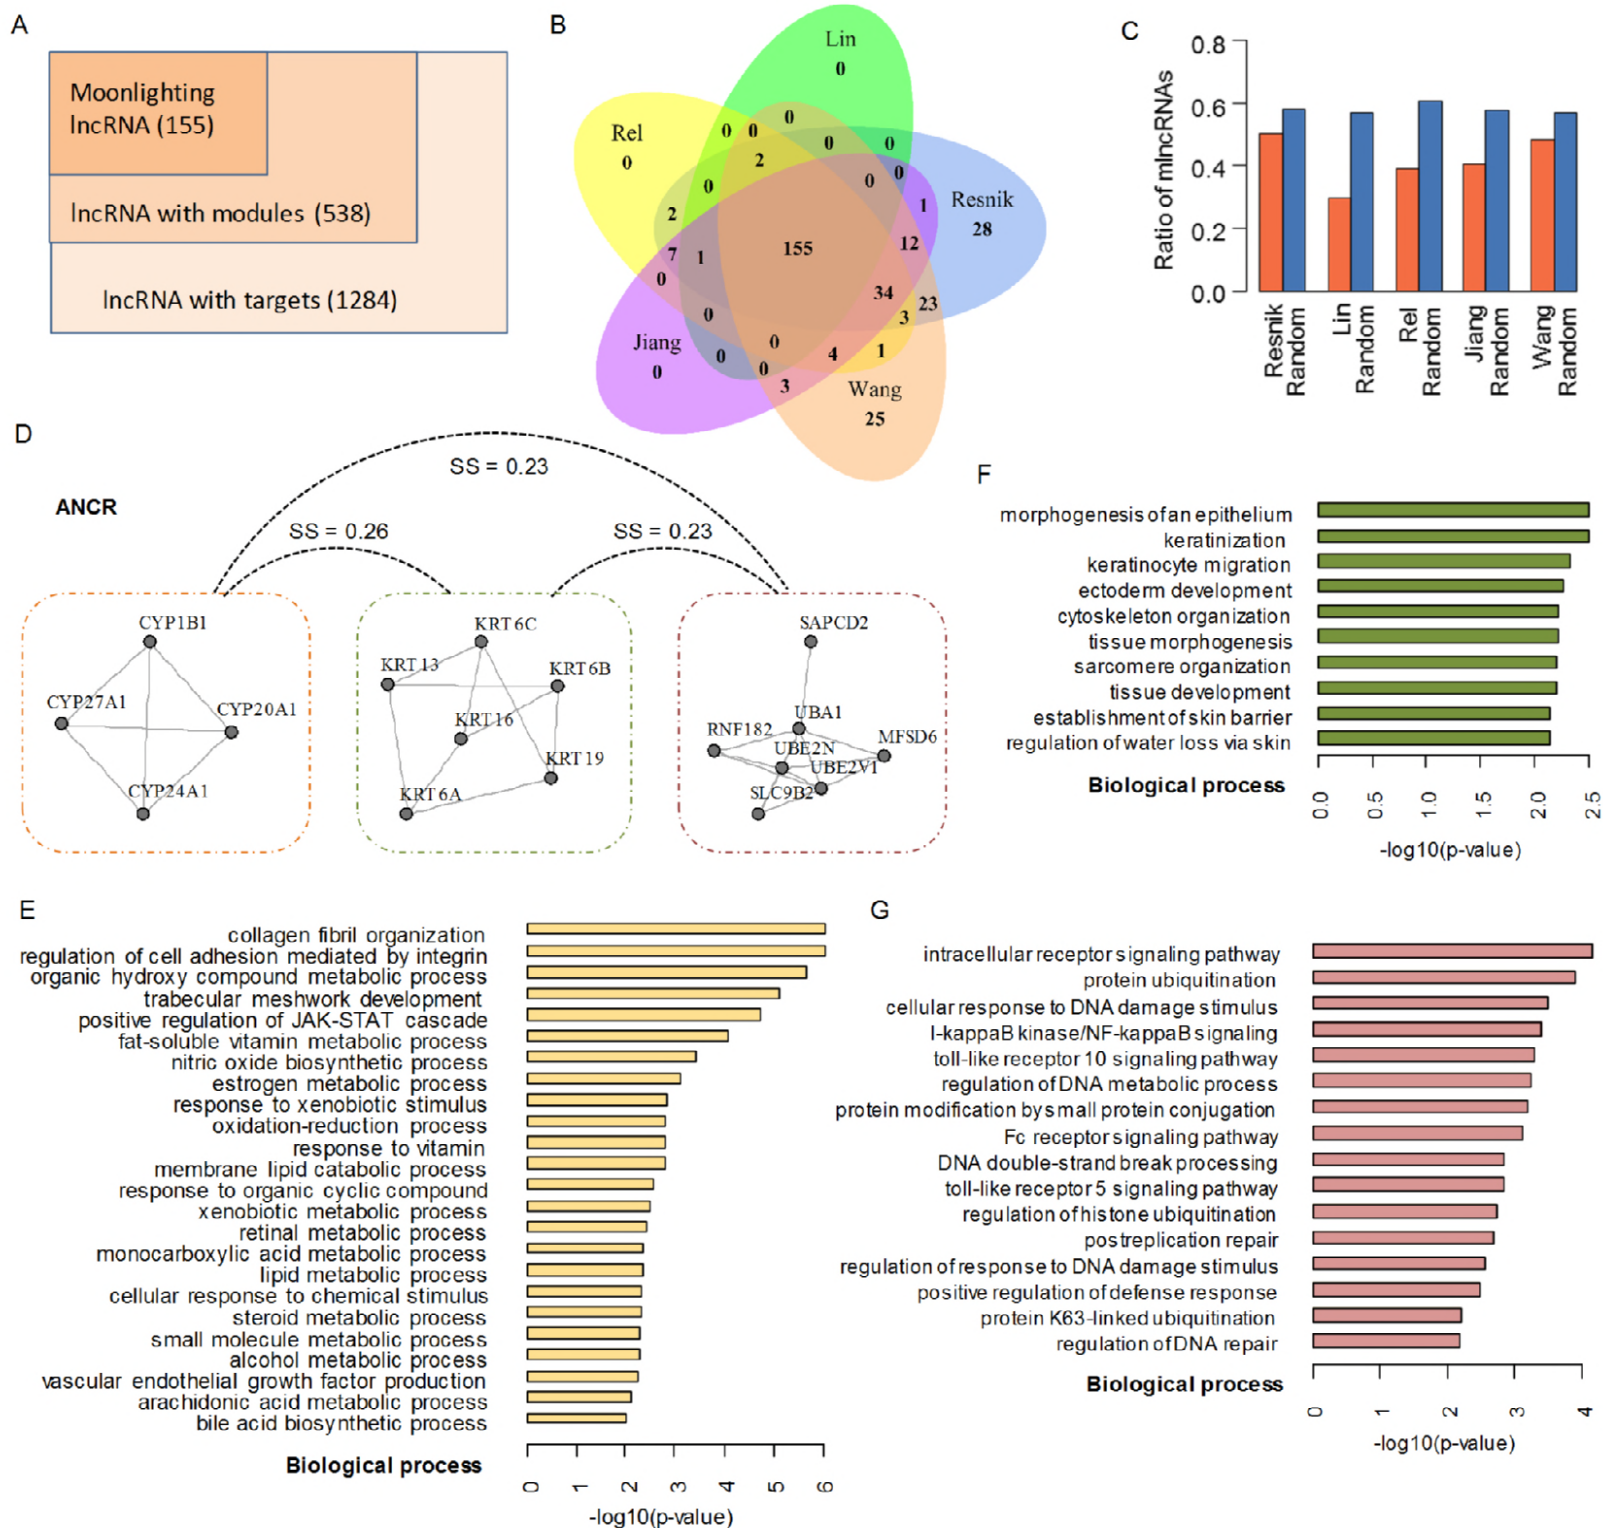 A
Moonlighting
lncRNA (155)
lncRNA with modules (538)
lncRNA with targets (1284)
B
Lin
0
Rel
0
Resnik
28
Jiang
0
Wang
25
0
0
0
0
0
2
0
0
0
2
1
7
1
155
12
0
34
23
0
3
0
4
1
0
0
3
C
Ratio of mlncRNAs
0.8
0.6
0.4
0.2
0.0
Resnik
Random
Lin
Random
Rel
Random
Jiang
Random
Wang
Random
D
ANCR
SS = 0.23
SS = 0.26
SS = 0.23
CYP1B1
CYP27A1
CYP20A1
CYP24A1
KRT6C
KRT13
KRT6B
KRT16
KRT19
KRT6A
SAPCD2
UBA1
RNF182
MFSD6
UBE2N
UBE2V1
SLC9B2
E
collagen fibril organization
regulation of cell adhesion mediated by integrin
organic hydroxy compound metabolic process
trabecular meshwork development
positive regulation of JAK-STAT cascade
fat-soluble vitamin metabolic process
nitric oxide biosynthetic process
estrogen metabolic process
response to xenobiotic stimulus
oxidation-reduction process
response to vitamin
membrane lipid catabolic process
response to organic cyclic compound
xenobiotic metabolic process
retinal metabolic process
monocarboxylic acid metabolic process
lipid metabolic process
cellular response to chemical stimulus
steroid metabolic process
small molecule metabolic process
alcohol metabolic process
vascular endothelial growth factor production
arachidonic acid metabolic process
bile acid biosynthetic process
Biological process
0 1 2 3 4 5 6
-log10(p-value)
F
morphogenesis of an epithelium
keratinization
keratinocyte migration
ectoderm development
cytoskeleton organization
tissue morphogenesis
sarcomere organization
tissue development
establishment of skin barrier
regulation of water loss via skin
Biological process
0.0 0.5 1.0 1.5 2.0 2.5
-log10(p-value)
G
intracellular receptor signaling pathway
protein ubiquitination
cellular response to DNA damage stimulus
I-kappaB kinase/NF-kappaB signaling
toll-like receptor 10 signaling pathway
regulation of DNA metabolic process
protein modification by small protein conjugation
Fc receptor signaling pathway
DNA double-strand break processing
toll-like receptor 5 signaling pathway
regulation of histone ubiquitination
postreplication repair
regulation of response to DNA damage stimulus
positive regulation of defense response
protein K63-linked ubiquitination
regulation of DNA repair
Biological process
0 1 2 3 4
-log10(p-value)